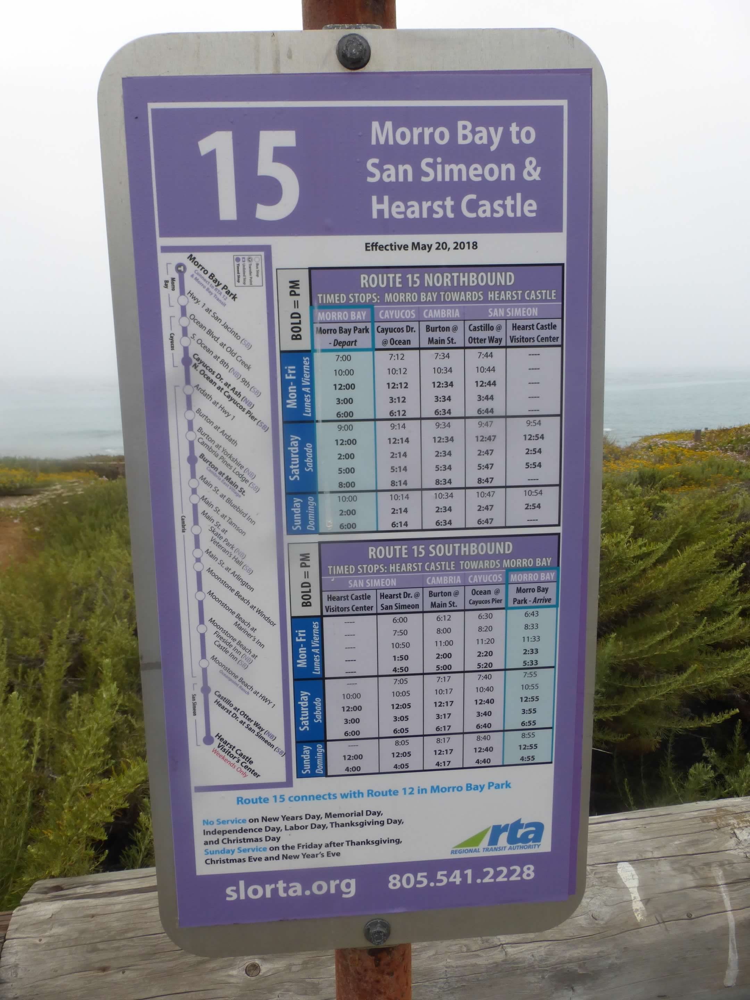 15
Morro Bay to
San Simeon &
Hearst Castle
Effective May 20, 2018
Bus Stop
Transfer Point
Timed Stop
Morro Bay Park
Connect to RTA 12
& Morro Bay Transit
Hwy. 1 at San Jacinto (SB)
Ocean Blvd. at Old Creek
S. Ocean at 8th (NB) 9th (SB)
Cayucos Dr. at Ash (NB)
N. Ocean at Cayucos Pier (SB)
Ardath at Hwy 1
Burton at Ardath
Burton at Yorkshire (NB)
Cambria Pines Lodge (SB)
Burton at Main St.
Cambria East Village
Main St. at Bluebird Inn
Main St. at Tamson
Main St. at
Skate Park (NB)
Veteran's Hall (SB)
Main St. at Arlington
Moonstone Beach at Windsor
Moonstone Beach at
Mariner's Inn
Moonstone Beach at
Fireside Inn (NB)
Castle Inn (SB)
Moonstone Beach at HWY 1
Oceanpoint Ranch
Castillo at Otter Way (NB)
Hearst Dr. at San Simeon (SB)
Hearst Castle
Visitor's Center
Weekends Only
Morro
Bay
Cayucos
Cambria
San Simeon
BOLD = PM
ROUTE 15 NORTHBOUND
TIMED STOPS: MORRO BAY TOWARDS HEARST CASTLE
MORRO BAY CAYUCOS CAMBRIA SAN SIMEON
Morro Bay Park Cayucos Dr. Burton @ Castillo @ Hearst Castle
- Depart @ Ocean Main St. Otter Way Visitors Center
Mon- Fri
Lunes A Viernes
7:00 7:12 7:34 7:44 ----
10:00 10:12 10:34 10:44 ----
12:00 12:12 12:34 12:44 ----
3:00 3:12 3:34 3:44 ----
6:00 6:12 6:34 6:44 ----
Saturday
Sabado
9:00 9:14 9:34 9:47 9:54
12:00 12:14 12:34 12:47 12:54
2:00 2:14 2:34 2:47 2:54
5:00 5:14 5:34 5:47 5:54
8:00 8:14 8:34 8:47 ----
Sunday
Domingo
10:00 10:14 10:34 10:47 10:54
2:00 2:14 2:34 2:47 2:54
6:00 6:14 6:34 6:47 ----
BOLD = PM
ROUTE 15 SOUTHBOUND
TIMED STOPS: HEARST CASTLE TOWARDS MORRO BAY
SAN SIMEON CAMBRIA CAYUCOS MORRO BAY
Hearst Castle Hearst Dr. @ Burton @ Ocean @ Morro Bay
Visitors Center San Simeon Main St. Cayucos Pier Park - Arrive
Mon- Fri
Lunes A Viernes
---- 6:00 6:12 6:30 6:43
---- 7:50 8:00 8:20 8:33
---- 10:50 11:00 11:20 11:33
---- 1:50 2:00 2:20 2:33
---- 4:50 5:00 5:20 5:33
Saturday
Sabado
---- 7:05 7:17 7:40 7:55
10:00 10:05 10:17 10:40 10:55
12:00 12:05 12:17 12:40 12:55
3:00 3:05 3:17 3:40 3:55
6:00 6:05 6:17 6:40 6:55
Sunday
Domingo
---- 8:05 8:17 8:40 8:55
12:00 12:05 12:17 12:40 12:55
4:00 4:05 4:17 4:40 4:55
Route 15 connects with Route 12 in Morro Bay Park
No Service on New Years Day, Memorial Day,
Independence Day, Labor Day, Thanksgiving Day,
and Christmas Day
Sunday Service on the Friday after Thanksgiving,
Christmas Eve and New Year's Eve
rta
REGIONAL TRANSIT AUTHORITY
slorta.org 805.541.2228